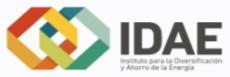 IDAE
Instituto para la Diversificación
y Ahorro de la Energía